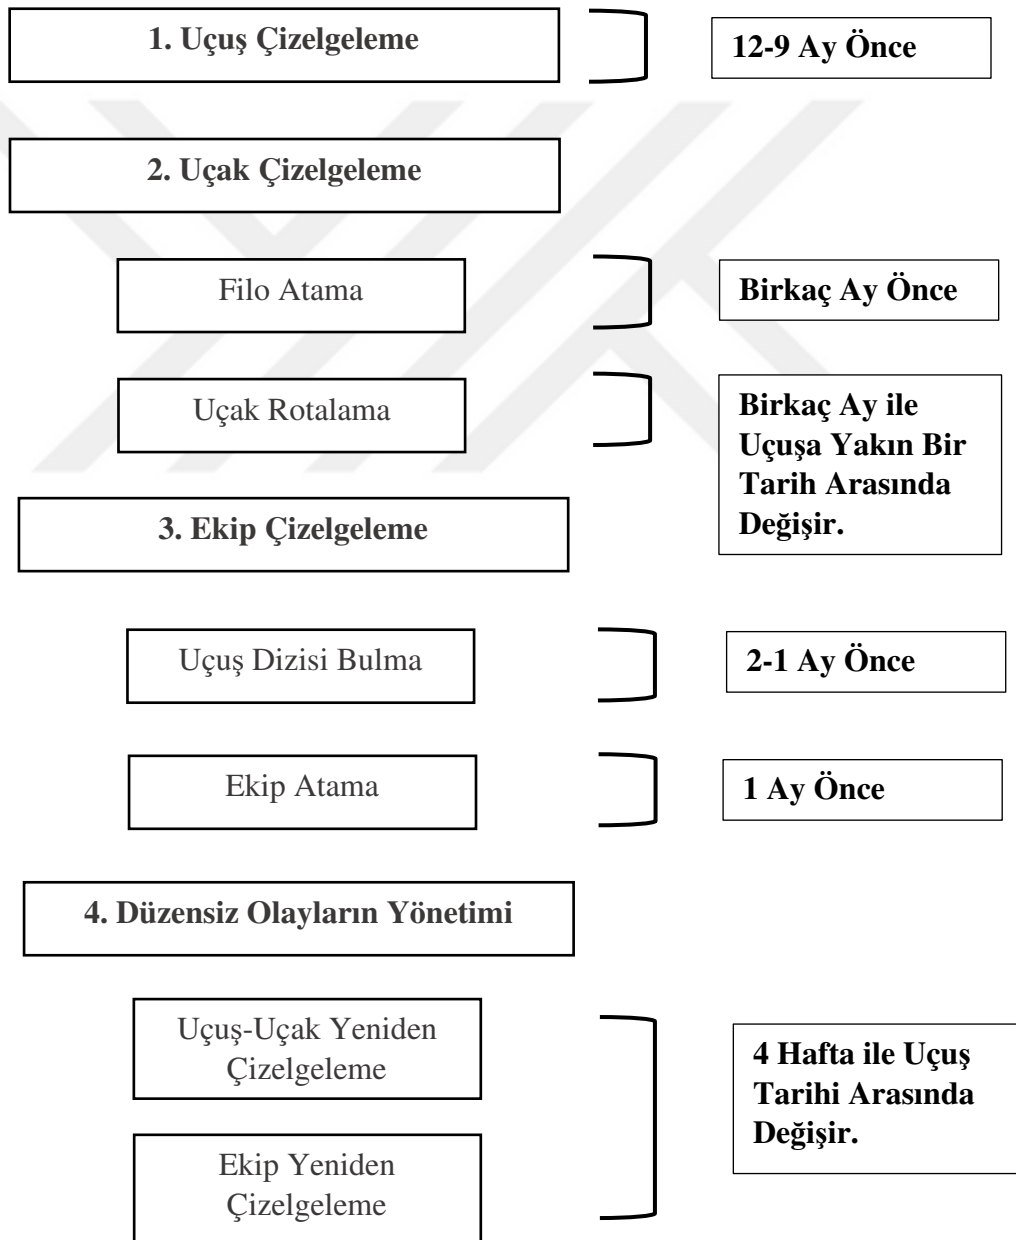 1. Uçuş Çizelgeleme
12-9 Ay Önce
2. Uçak Çizelgeleme
Filo Atama
Birkaç Ay Önce
Uçak Rotalama
Birkaç Ay ile
Uçuşa Yakın Bir
Tarih Arasında
Değişir.
3. Ekip Çizelgeleme
Uçuş Dizisi Bulma
2-1 Ay Önce
Ekip Atama
1 Ay Önce
4. Düzensiz Olayların Yönetimi
Uçuş-Uçak Yeniden
Çizelgeleme
4 Hafta ile Uçuş
Tarihi Arasında
Değişir.
Ekip Yeniden
Çizelgeleme